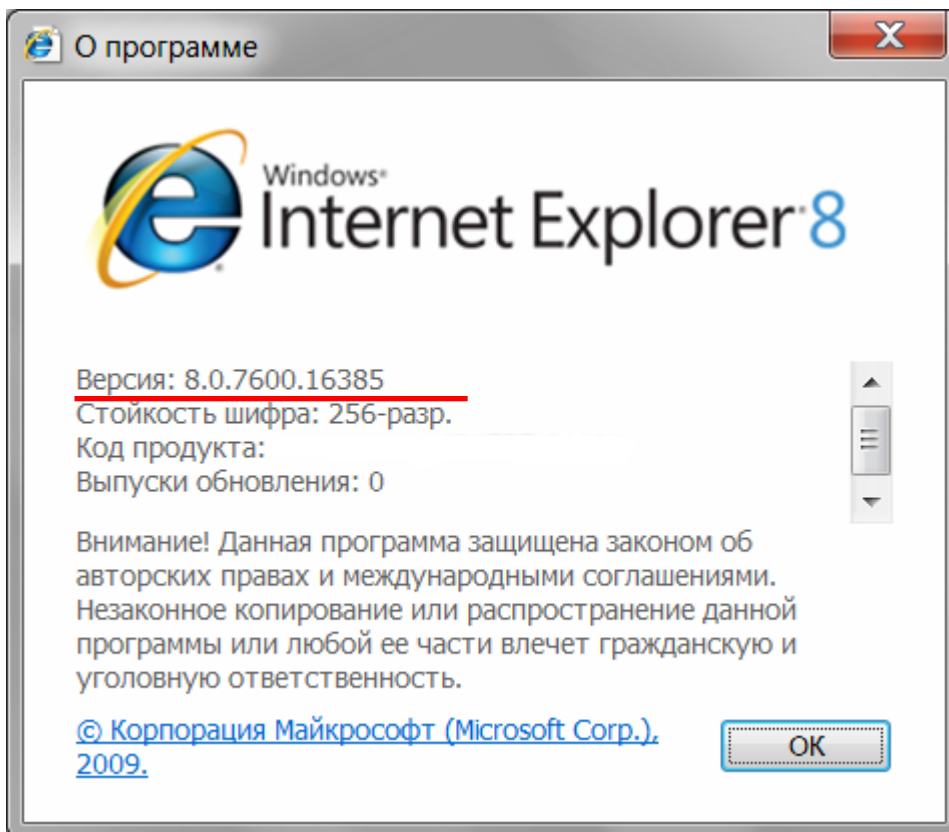 О программе
Windows®
Internet Explorer®8
Версия: 8.0.7600.16385
Стойкость шифра: 256-разр.
Код продукта:
Выпуски обновления: 0
Внимание! Данная программа защищена законом об
авторских правах и международными соглашениями.
Незаконное копирование или распространение данной
программы или любой ее части влечет гражданскую и
уголовную ответственность.
© Корпорация Майкрософт (Microsoft Corp.),
2009.
ОК